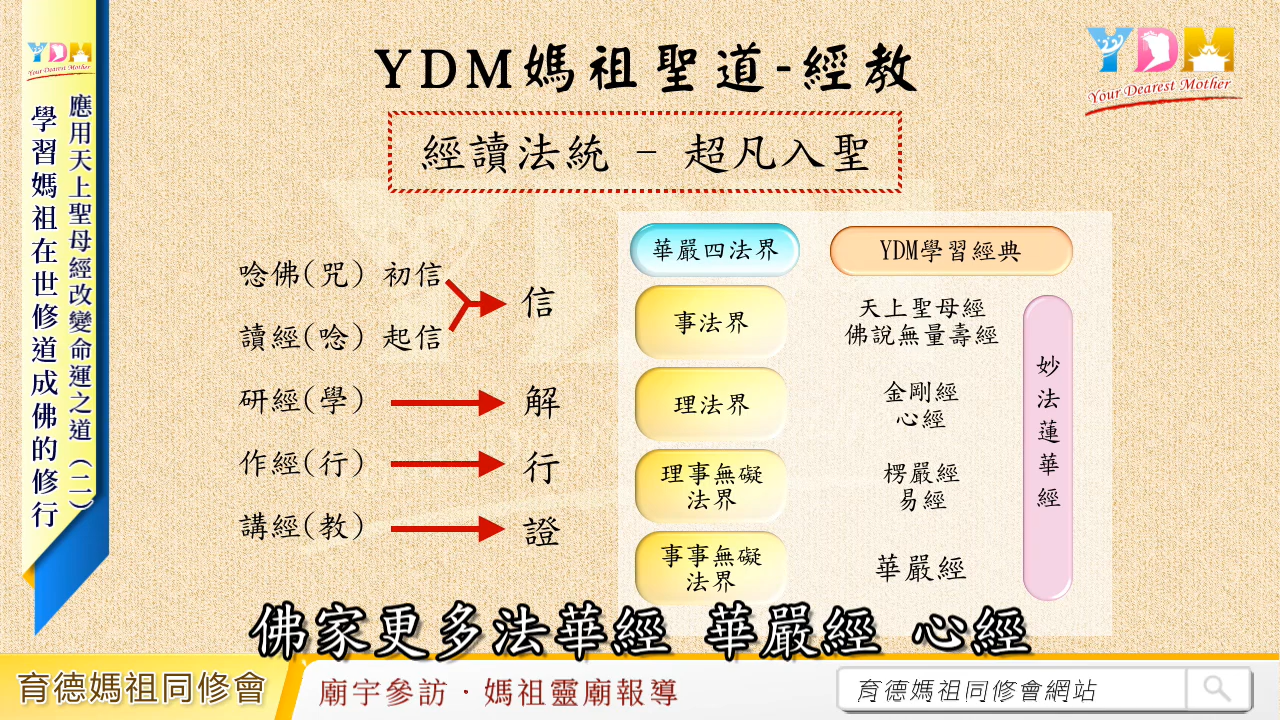 YDM
Your Dearest Mother
應用天上聖母經改變命運之道（二）
學習媽祖在世修道成佛的修行
YDM媽祖聖道-經教
YDM
Your Dearest Mother
經讀法統 - 超凡入聖
唸佛(咒) 初信
讀經(唸) 起信
信
研經(學)
解
作經(行)
行
講經(教)
證
華嚴四法界
YDM學習經典
事法界
天上聖母經
佛說無量壽經
理法界
金剛經
心經
理事無礙
法界
楞嚴經
易經
事事無礙
法界
華嚴經
妙法蓮華經
佛家更多法華經 華嚴經 心經
育德媽祖同修會
廟宇參訪．媽祖靈廟報導
育德媽祖同修會網站